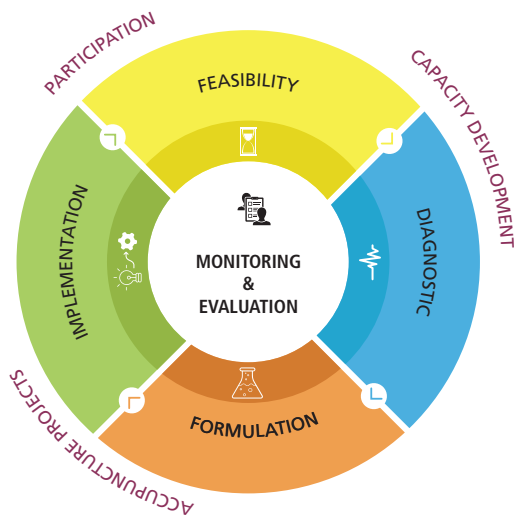 PARTICIPATION
CAPACITY DEVELOPMENT
FEASIBILITY
DIAGNOSTIC
IMPLEMENTATION
MONITORING
&
EVALUATION
FORMULATION
ACCUPUNCTURE PROJECTS